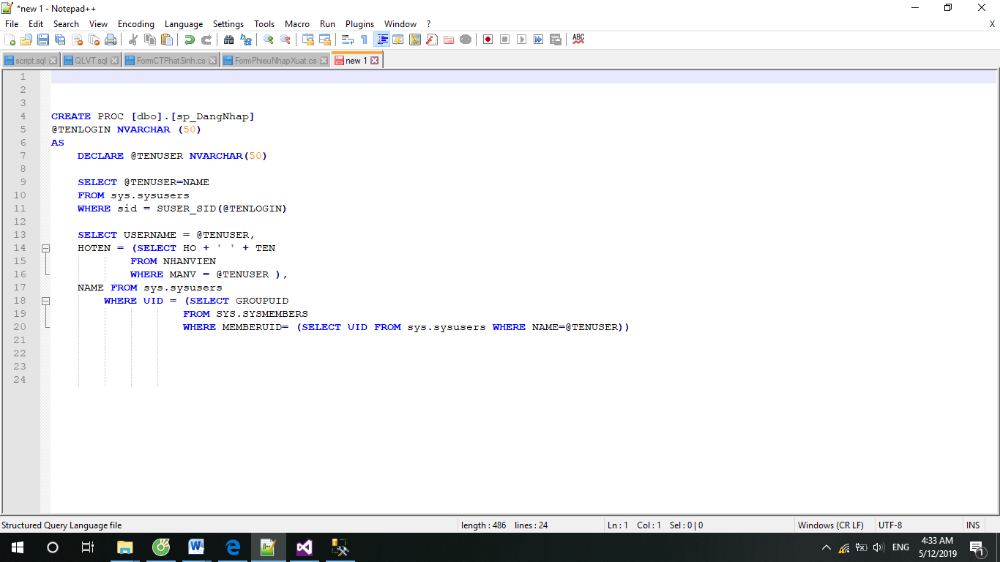 *new 1 - Notepad++
File Edit Search View Encoding Language Settings Tools Macro Run Plugins Window ? X
ABC
script.sql QLVT.sql FormCTPhatSinh.cs FormPhieuNhapXuat.cs new 1
1
2
3
4 CREATE PROC [dbo].[sp_DangNhap]
5 @TENLOGIN NVARCHAR (50)
6 AS
7 DECLARE @TENUSER NVARCHAR(50)
8
9 SELECT @TENUSER=NAME
10 FROM sys.sysusers
11 WHERE sid = SUSER_SID(@TENLOGIN)
12
13 SELECT USERNAME = @TENUSER,
14 HOTEN = (SELECT HO + ' ' + TEN
15 FROM NHANVIEN
16 WHERE MANV = @TENUSER ),
17 NAME FROM sys.sysusers
18 WHERE UID = (SELECT GROUPUID
19 FROM SYS.SYSMEMBERS
20 WHERE MEMBERUID= (SELECT UID FROM sys.sysusers WHERE NAME=@TENUSER))
21
22
23
24
Structured Query Language file length : 486 lines : 24 Ln : 1 Col : 1 Sel : 0 | 0 Windows (CR LF) UTF-8 INS
ENG
4:33 AM
5/12/2019
1